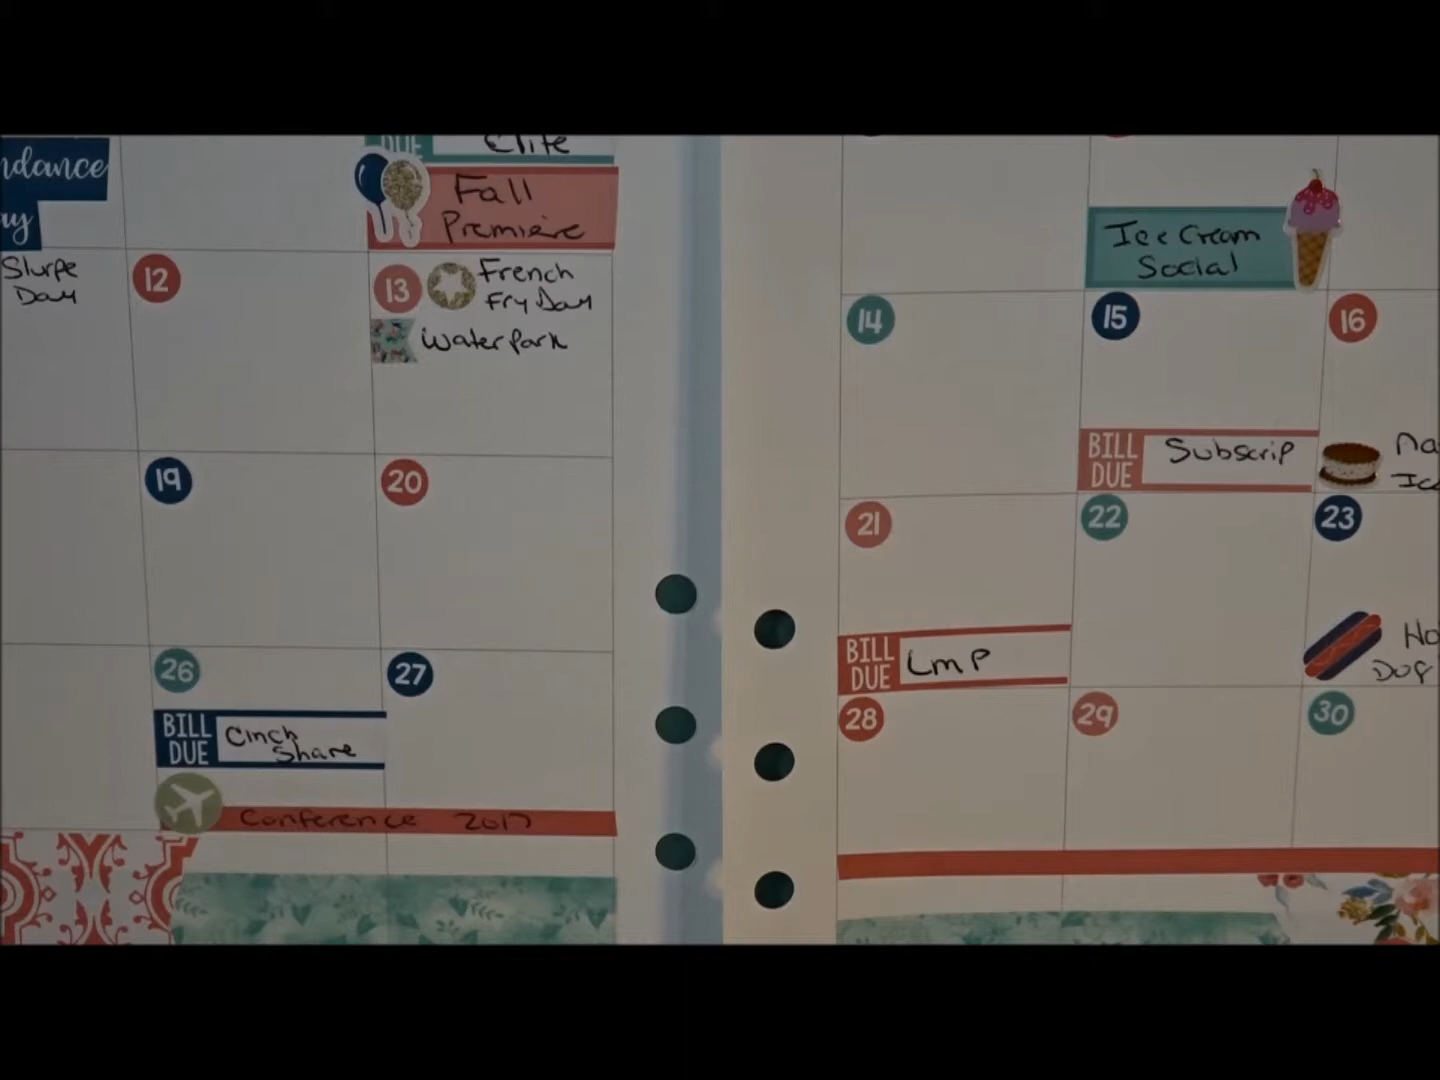 DUE Elite
Fall
Premiere
Ice Cream
Social
Slurpe
Day
12
13
French
Fry Day
Waterpark
14
15
16
BILL
DUE
Subscrip
19
20
21
22
23
BILL
DUE
LMP
Dog
26
27
BILL
DUE
Cinch
Share
28
29
30
Conference 2017